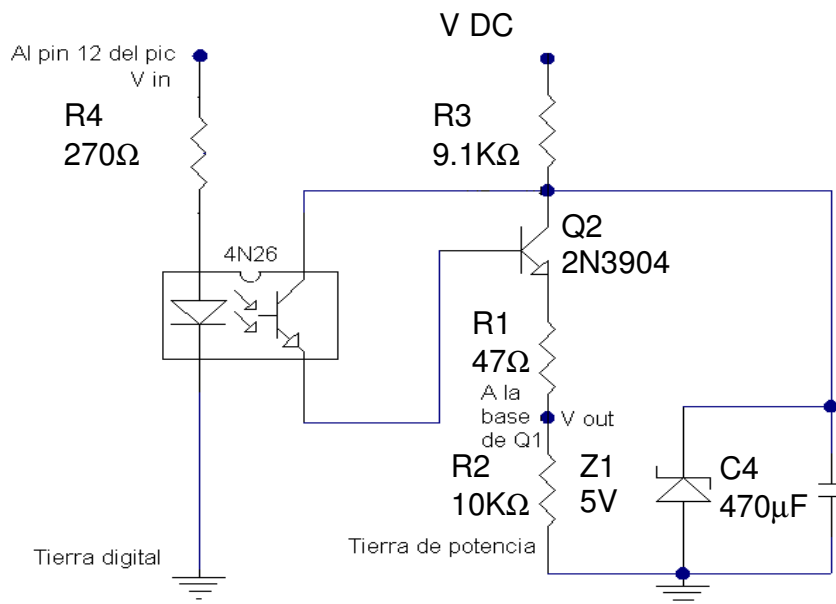 Al pin 12 del pic
V in
V DC
R4
270Ω
R3
9.1KΩ
4N26
Q2
2N3904
R1
47Ω
A la
base
de Q1
V out
R2
10KΩ
Z1
5V
C4
470µF
Tierra digital
Tierra de potencia